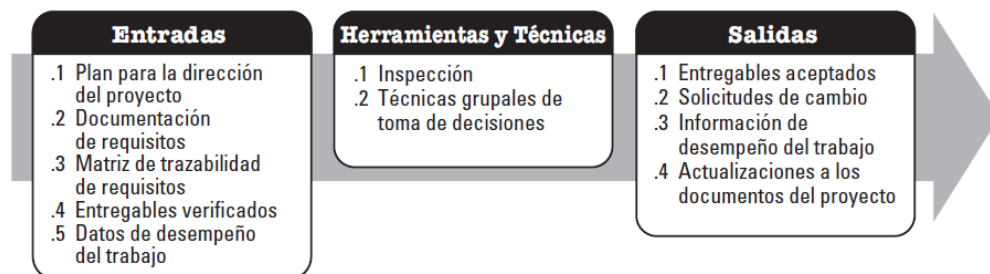 Entradas
.1 Plan para la dirección
del proyecto
.2 Documentación
de requisitos
.3 Matriz de trazabilidad
de requisitos
.4 Entregables verificados
.5 Datos de desempeño
del trabajo
Herramientas y Técnicas
.1 Inspección
.2 Técnicas grupales de
toma de decisiones
Salidas
.1 Entregables aceptados
.2 Solicitudes de cambio
.3 Información de
desempeño del trabajo
.4 Actualizaciones a los
documentos del proyecto